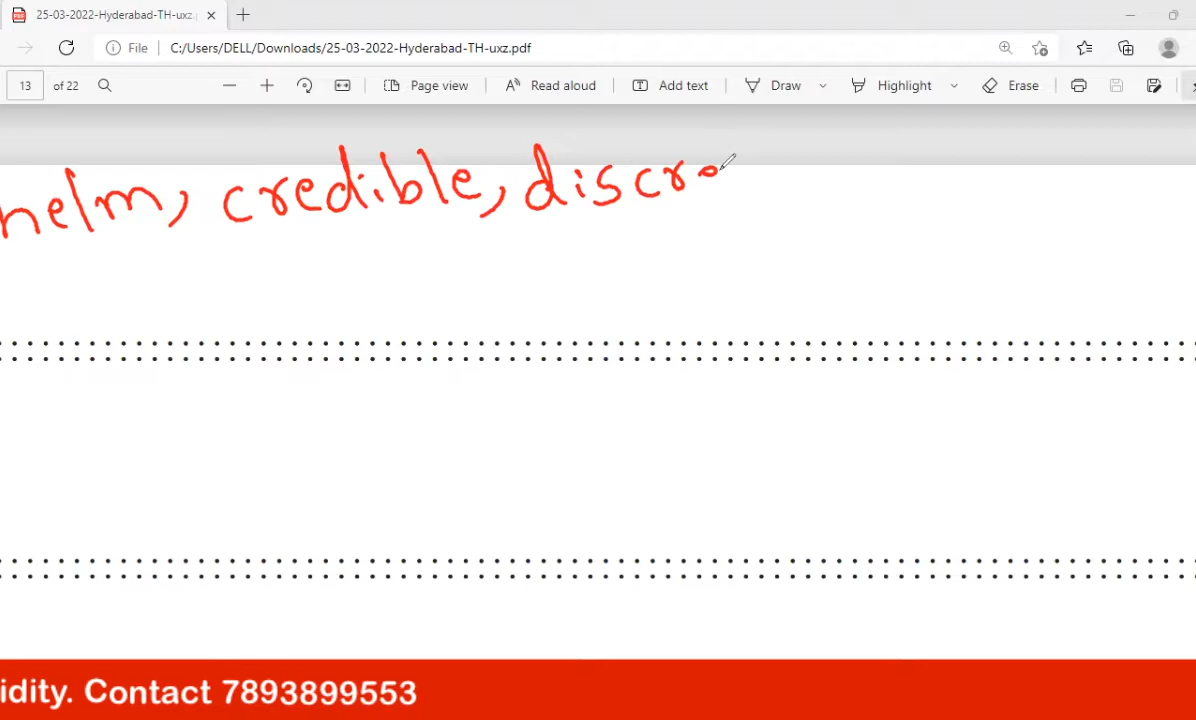 25-03-2022-Hyderabad-TH-uxz.
File C:/Users/DELL/Downloads/25-03-2022-Hyderabad-TH-uxz.pdf
13 of 22 Page view Read aloud Add text Draw Highlight Erase
helm, credible, discre
idity. Contact 7893899553